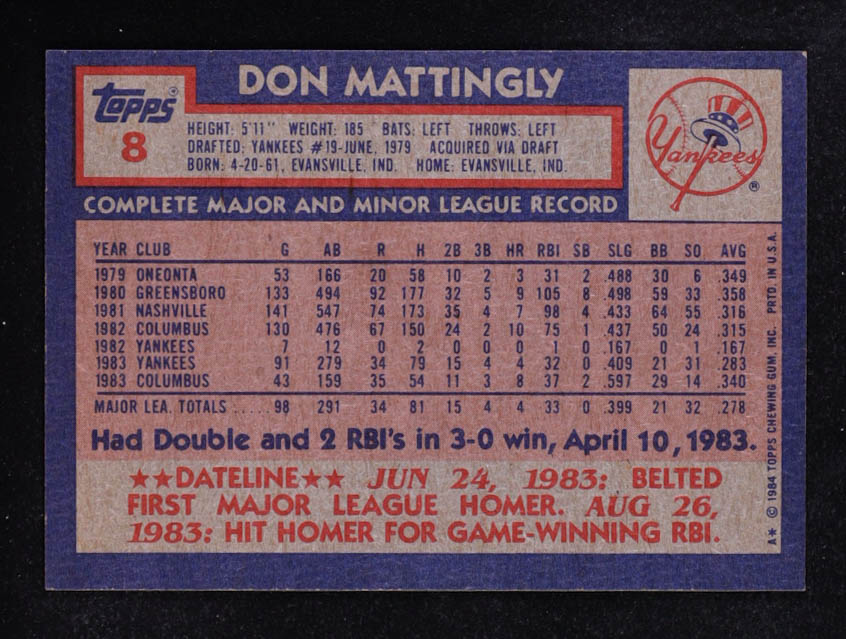 Topps®
8
DON MATTINGLY
HEIGHT: 5'11" WEIGHT: 185 BATS: LEFT THROWS: LEFT
DRAFTED: YANKEES #19-JUNE, 1979 ACQUIRED VIA DRAFT
BORN: 4-20-61, EVANSVILLE, IND. HOME: EVANSVILLE, IND.
Yankees
®
COMPLETE MAJOR AND MINOR LEAGUE RECORD
YEAR CLUB G AB R H 2B 3B HR RBI SB SLG BB SO AVG
1979 ONEONTA 53 166 20 58 10 2 3 31 2 .488 30 6 .349
1980 GREENSBORO 133 494 92 177 32 5 9 105 8 .498 59 33 .358
1981 NASHVILLE 141 547 74 173 35 4 7 98 4 .433 64 55 .316
1982 COLUMBUS 130 476 67 150 24 2 10 75 1 .437 50 24 .315
1982 YANKEES 7 12 0 2 0 0 0 1 0 .167 0 1 .167
1983 YANKEES 91 279 34 79 15 4 4 32 0 .409 21 31 .283
1983 COLUMBUS 43 159 35 54 11 3 8 37 2 .597 29 14 .340
MAJOR LEA. TOTALS ..... 98 291 34 81 15 4 4 33 0 .399 21 32 .278
Had Double and 2 RBI's in 3-0 win, April 10, 1983.
★★DATELINE★★ JUN 24, 1983: BELTED
FIRST MAJOR LEAGUE HOMER. AUG 26,
1983: HIT HOMER FOR GAME-WINNING RBI.
A* © 1984 TOPPS CHEWING GUM, INC. PRTD. IN U.S.A.